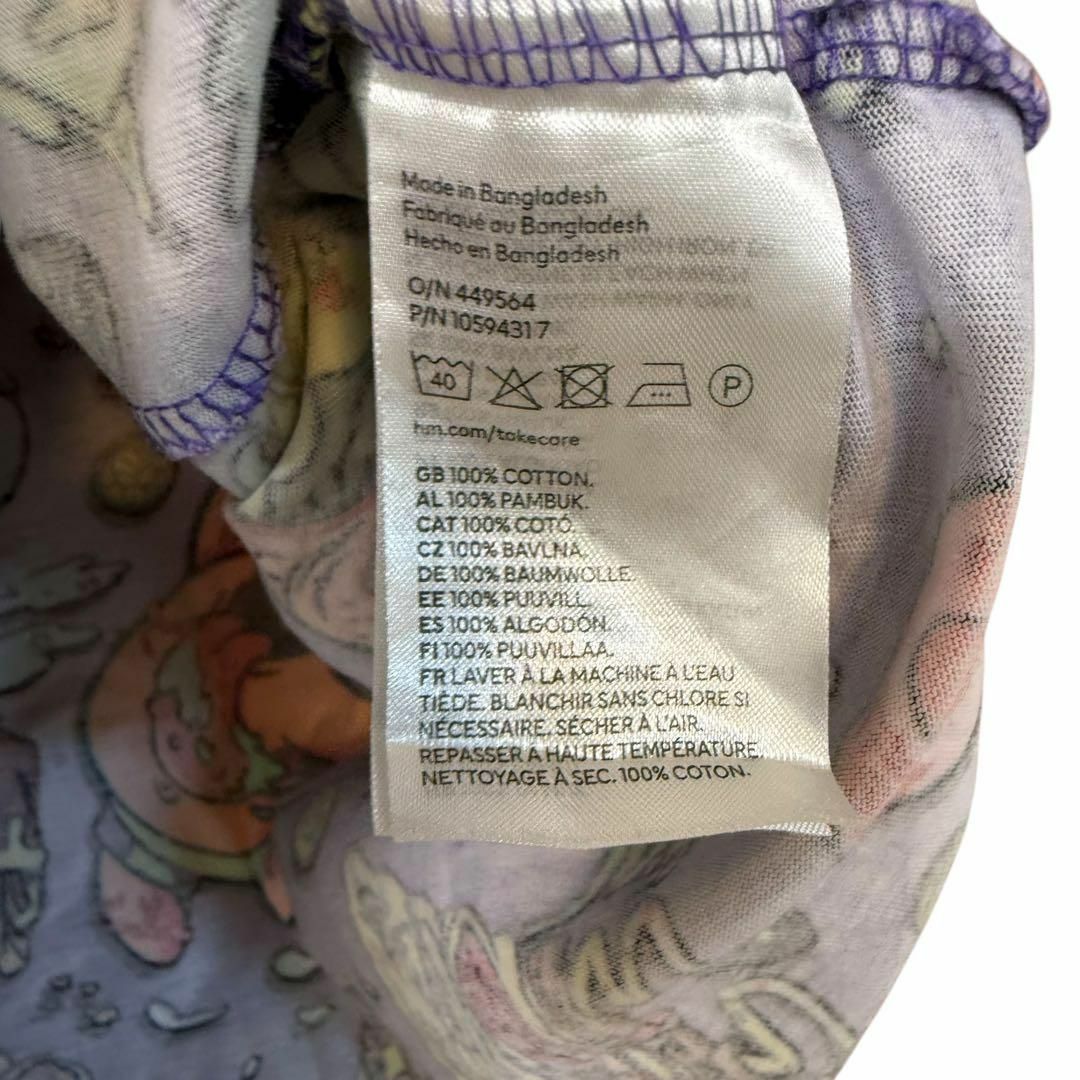 Made in Bangladesh
Fabriqué au Bangladesh
Hecho en Bangladesh
O/N 449564
P/N 1059431 7
40 P
hm.com/takecare
GB 100% COTTON.
AL 100% PAMBUK.
CAT 100% COTÓ.
CZ 100% BAVLNA.
DE 100% BAUMWOLLE.
EE 100% PUUVILL.
ES 100% ALGODÓN.
FI 100% PUUVILLAA.
FR LAVER À LA MACHINE À L'EAU
TIÈDE. BLANCHIR SANS CHLORE SI
NÉCESSAIRE. SÉCHER À L'AIR.
REPASSER À HAUTE TEMPÉRATURE.
NETTOYAGE À SEC. 100% COTON.